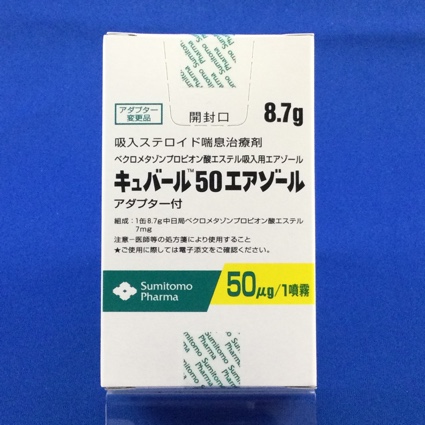 アダプター
変更品
開封口
8.7g
吸入ステロイド喘息治療剤
ベクロメタゾンプロピオン酸エステル吸入用エアゾール
キュバール™50エアゾール
アダプター付
組成：1缶8.7g中日局ベクロメタゾンプロピオン酸エステル
7mg
注意－医師等の処方箋により使用すること
★ご使用に際しては電子添文をご確認ください。
Sumitomo
Pharma
50μg/1噴霧
Sumitomo
Pharma